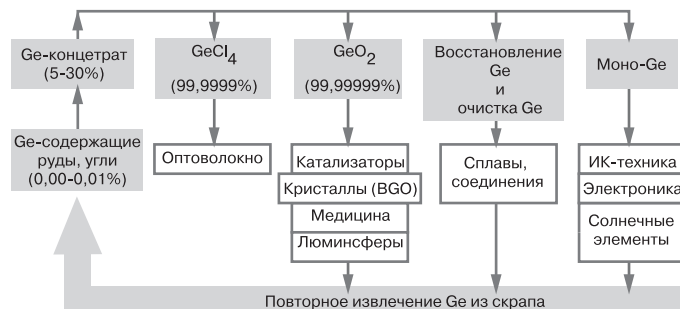 Ge-концетрат
(5-30%)
Ge-содержащие
руды, угли
(0,00-0,01%)
GeCl4
(99,9999%)
Оптоволокно
GeO2
(99,99999%)
Катализаторы
Кристаллы (BGO)
Медицина
Люминсферы
Восстановление
Ge
и
очистка Ge
Сплавы,
соединения
Моно-Ge
ИК-техника
Электроника
Солнечные
элементы
Повторное извлечение Ge из скрапа